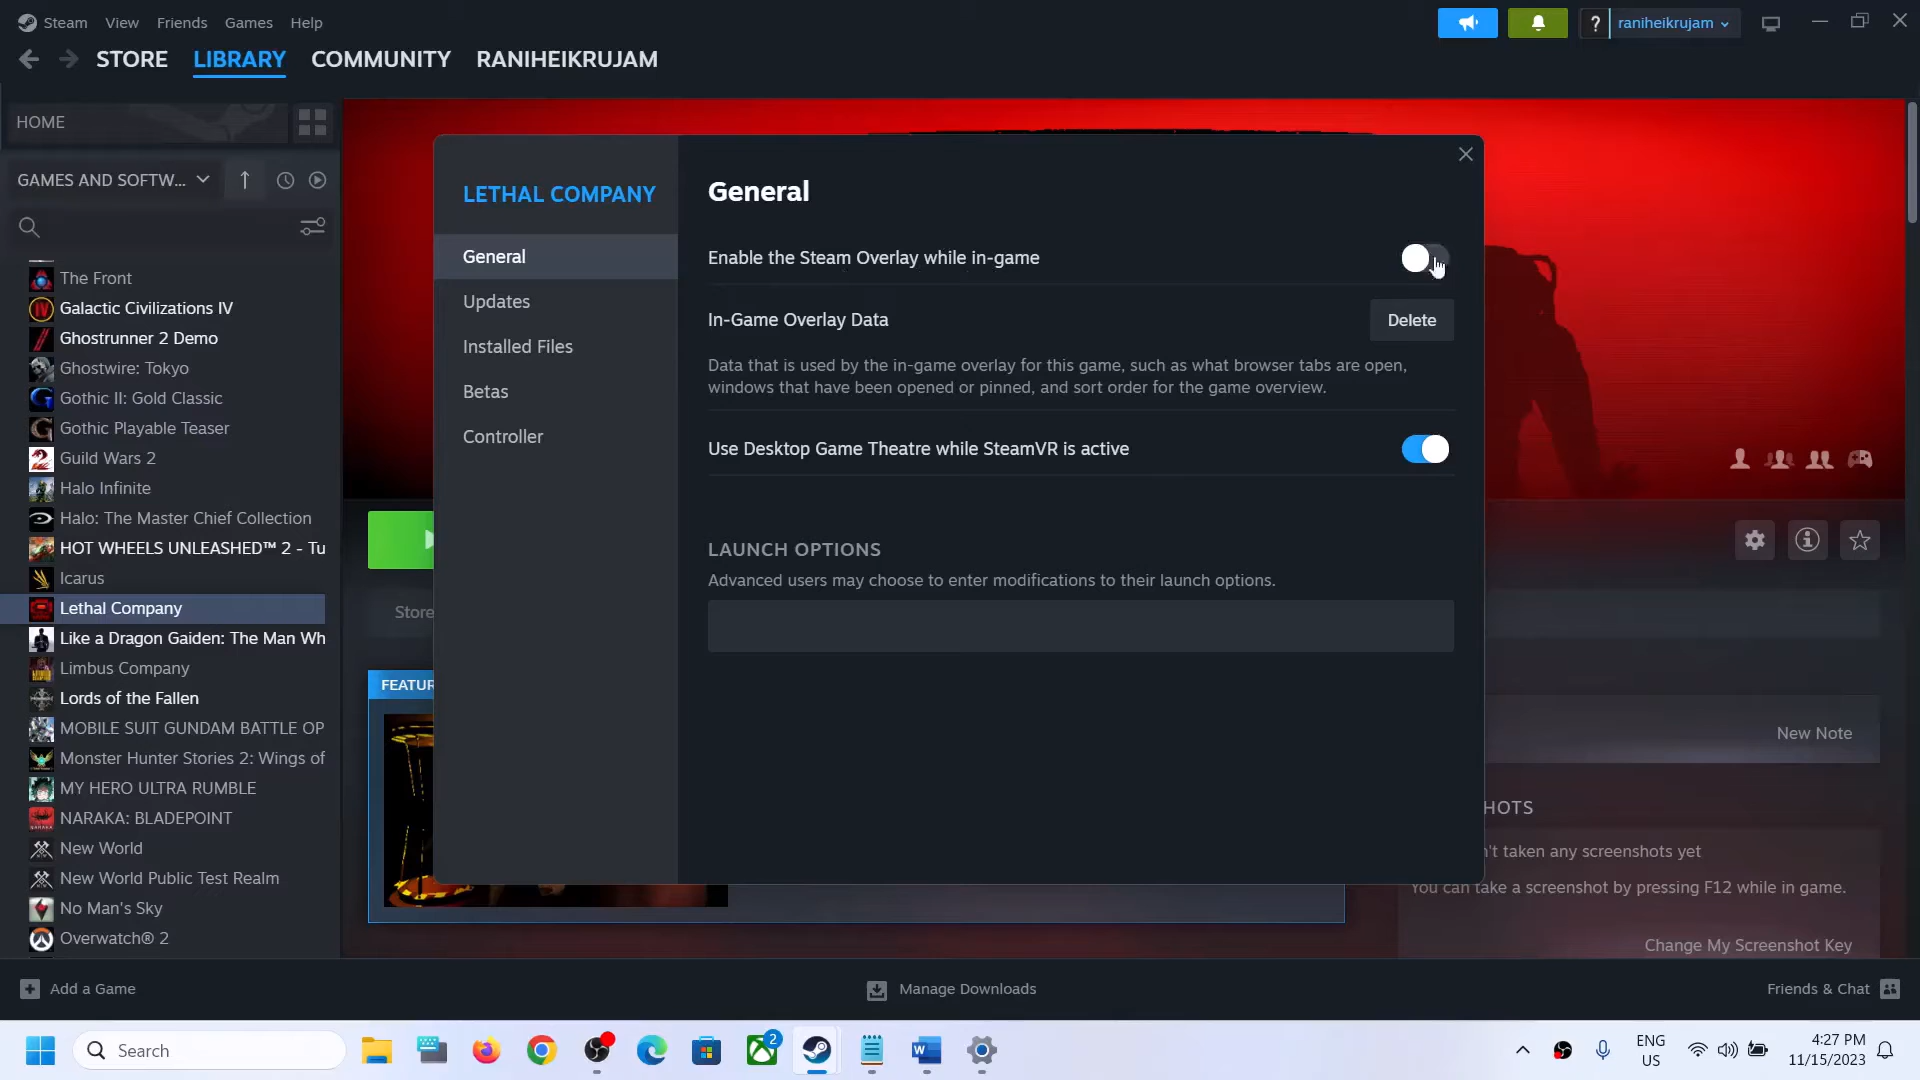 Steam View Friends Games Help
? raniheikrujam
STORE LIBRARY COMMUNITY RANIHEIKRUJAM
HOME
GAMES AND SOFTW...
The Front
Galactic Civilizations IV
Ghostrunner 2 Demo
Ghostwire: Tokyo
Gothic II: Gold Classic
Gothic Playable Teaser
Guild Wars 2
Halo Infinite
Halo: The Master Chief Collection
HOT WHEELS UNLEASHED™ 2 - Tu
Icarus
Lethal Company
Like a Dragon Gaiden: The Man Wh
Limbus Company
Lords of the Fallen
MOBILE SUIT GUNDAM BATTLE OP
Monster Hunter Stories 2: Wings of
MY HERO ULTRA RUMBLE
NARAKA: BLADEPOINT
New World
New World Public Test Realm
No Man's Sky
Overwatch® 2
LETHAL COMPANY
General
Updates
Installed Files
Betas
Controller
General
Enable the Steam Overlay while in-game
In-Game Overlay Data
Delete
Data that is used by the in-game overlay for this game, such as what browser tabs are open,
windows that have been opened or pinned, and sort order for the game overview.
Use Desktop Game Theatre while SteamVR is active
LAUNCH OPTIONS
Advanced users may choose to enter modifications to their launch options.
Store
FEATUR
New Note
HOTS
't taken any screenshots yet
You can take a screenshot by pressing F12 while in game.
Change My Screenshot Key
Add a Game
Manage Downloads
Friends & Chat
Search
2
ENG
US
4:27 PM
11/15/2023